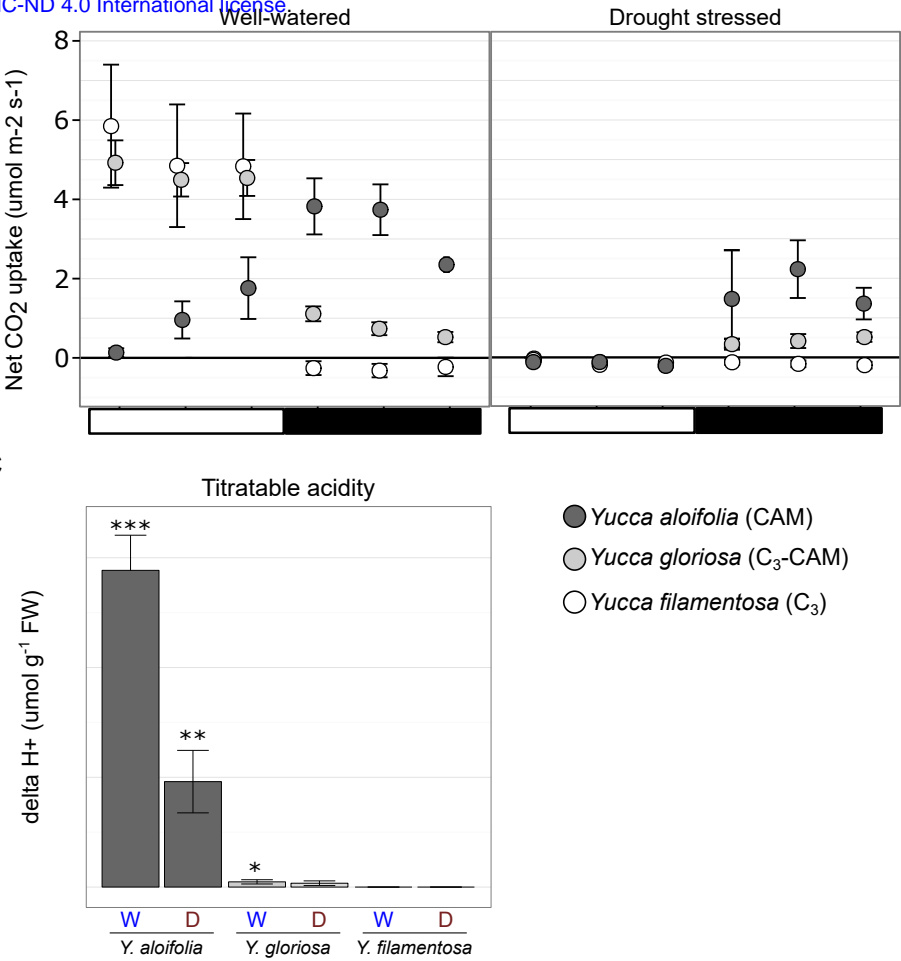 C-ND 4.0 International license.
Well-watered
Drought stressed
Net CO2 uptake (umol m-2 s-1)
8
6
4
2
0
Titratable acidity
delta H+ (umol g-1 FW)
***
**
*
W D W D W D
Y. aloifolia Y. gloriosa Y. filamentosa
Yucca aloifolia (CAM)
Yucca gloriosa (C3-CAM)
Yucca filamentosa (C3)